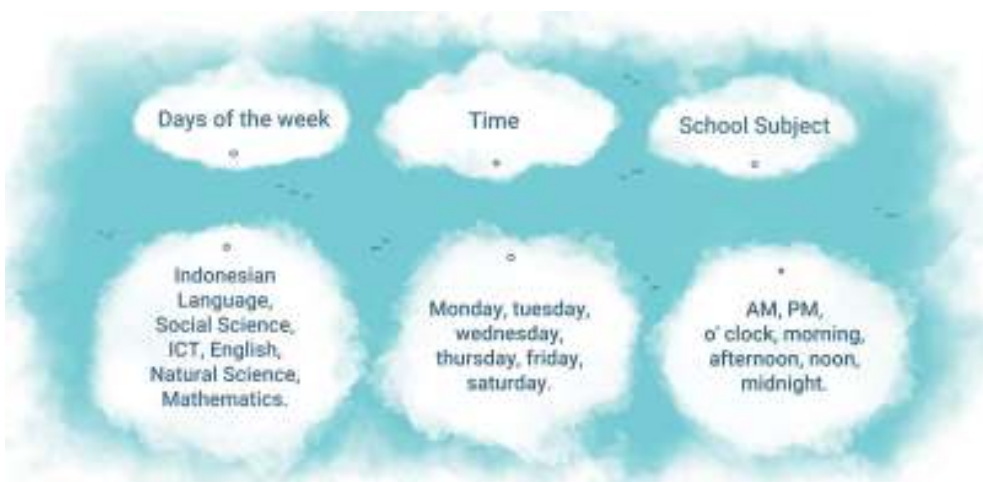 Days of the week
Time
School Subject
Indonesian
Language,
Social Science,
ICT, English,
Natural Science,
Mathematics.
Monday, tuesday,
wednesday,
thursday, friday,
saturday.
AM, PM,
o' clock, morning,
afternoon, noon,
midnight.